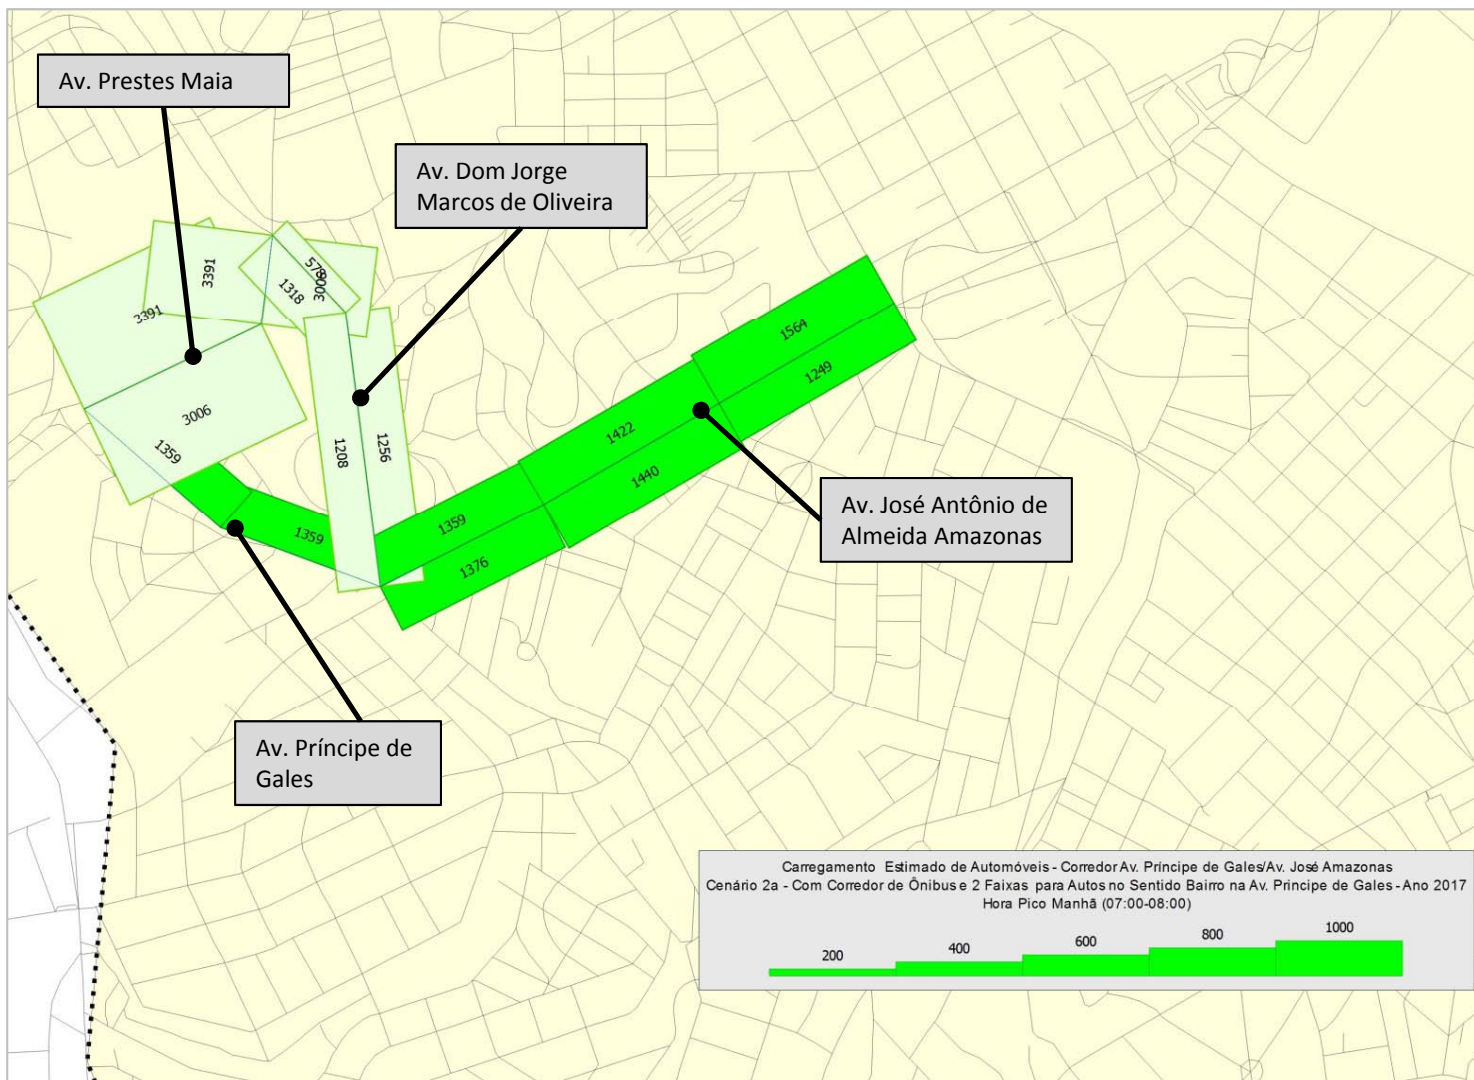 Av. Prestes Maia
Av. Dom Jorge
Marcos de Oliveira
3391
3391
1318
3006
3006
1359
1208
1256
1359
1359
1376
1422
1440
1564
1249
Av. José Antônio de
Almeida Amazonas
Av. Príncipe de
Gales
Carregamento Estimado de Automóveis - Corredor Av. Príncipe de Gales/Av. José Amazonas
Cenário 2a - Com Corredor de Ônibus e 2 Faixas para Autos no Sentido Bairro na Av. Principe de Gales - Ano 2017
Hora Pico Manhã (07:00-08:00)
200
400
600
800
1000